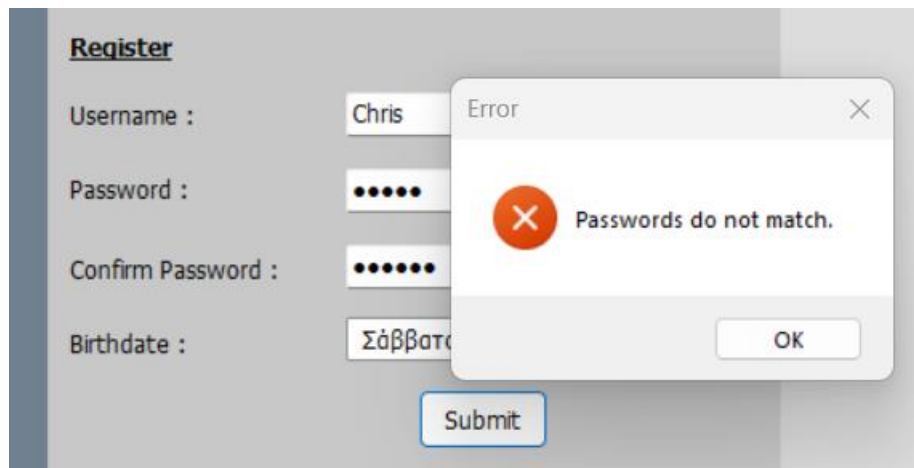 Register
Username :
Chris
Password :
●●●●●
Confirm Password :
●●●●●●
Birthdate :
Σάββατο
Submit
Error
Passwords do not match.
OK